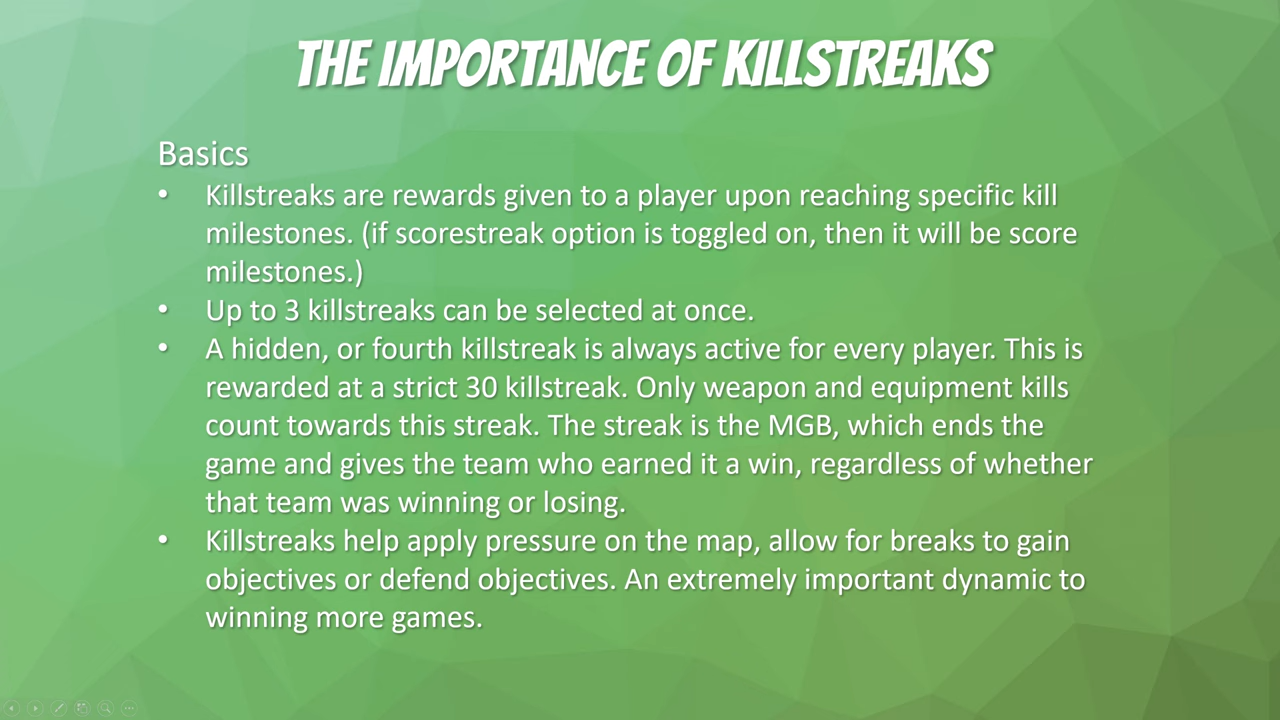 THE IMPORTANCE OF KILLSTREAKS
Basics
• Killstreaks are rewards given to a player upon reaching specific kill
milestones. (if scorestreak option is toggled on, then it will be score
milestones.)
• Up to 3 killstreaks can be selected at once.
• A hidden, or fourth killstreak is always active for every player. This is
rewarded at a strict 30 killstreak. Only weapon and equipment kills
count towards this streak. The streak is the MGB, which ends the
game and gives the team who earned it a win, regardless of whether
that team was winning or losing.
• Killstreaks help apply pressure on the map, allow for breaks to gain
objectives or defend objectives. An extremely important dynamic to
winning more games.